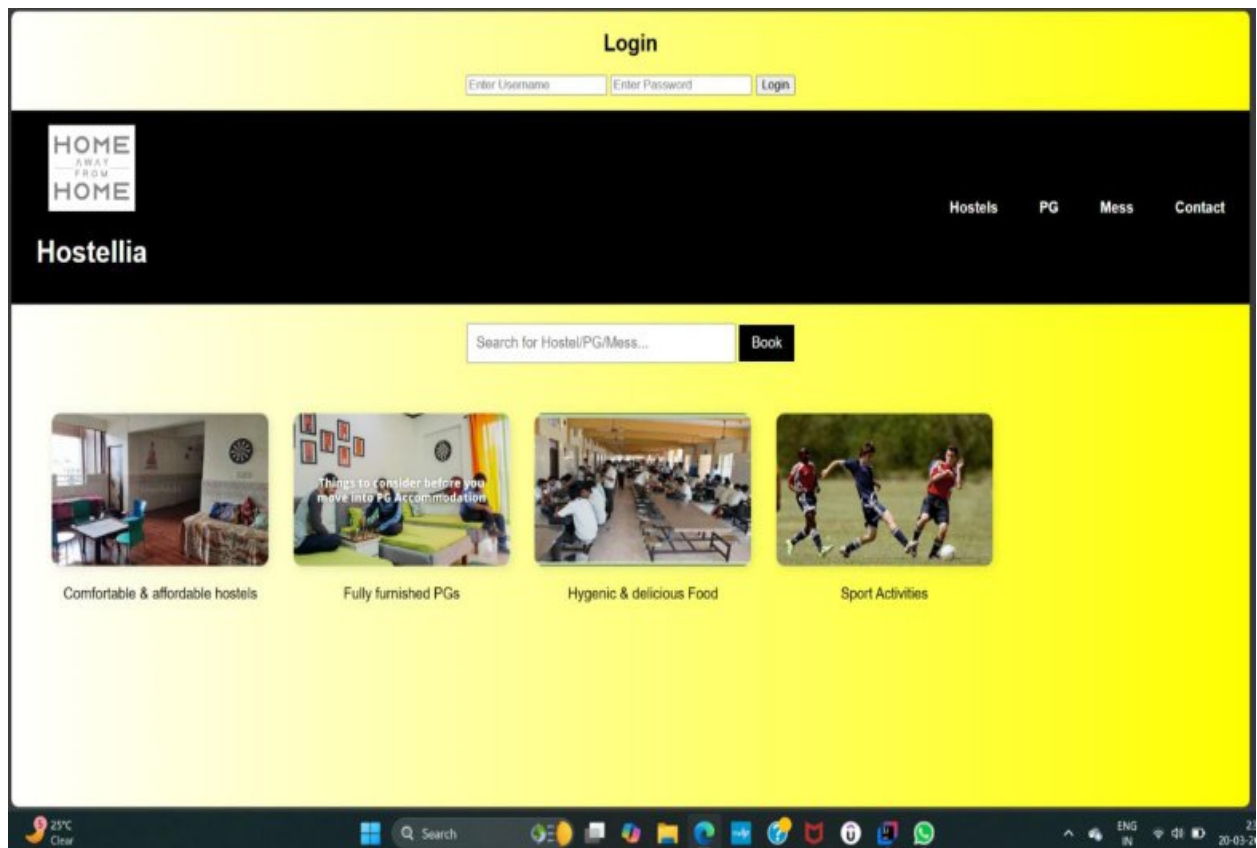 Login
Enter Username Enter Password Login
HOME
AWAY
FROM
HOME
Hostellia
Hostels PG Mess Contact
Search for Hostel/PG/Mess... Book
Things to consider before you
move into PG Accommodation
Comfortable & affordable hostels Fully furnished PGs Hygenic & delicious Food Sport Activities
5 25°C
Clear
Search
ENG
IN